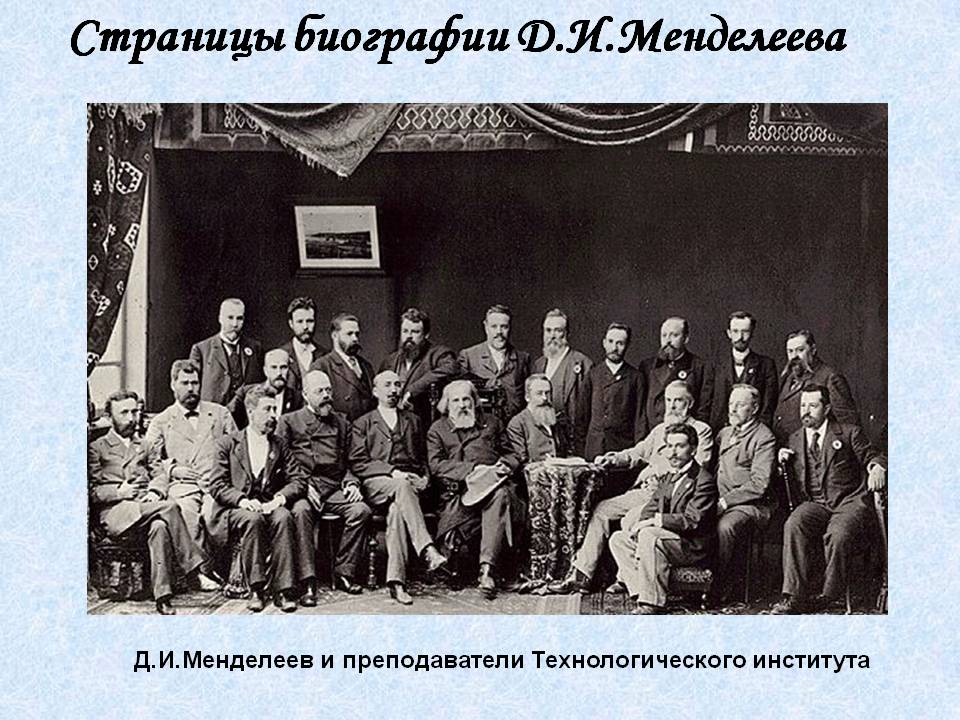 Страницы биографии Д.И.Менделеева
Д.И.Менделеев и преподаватели Технологического института